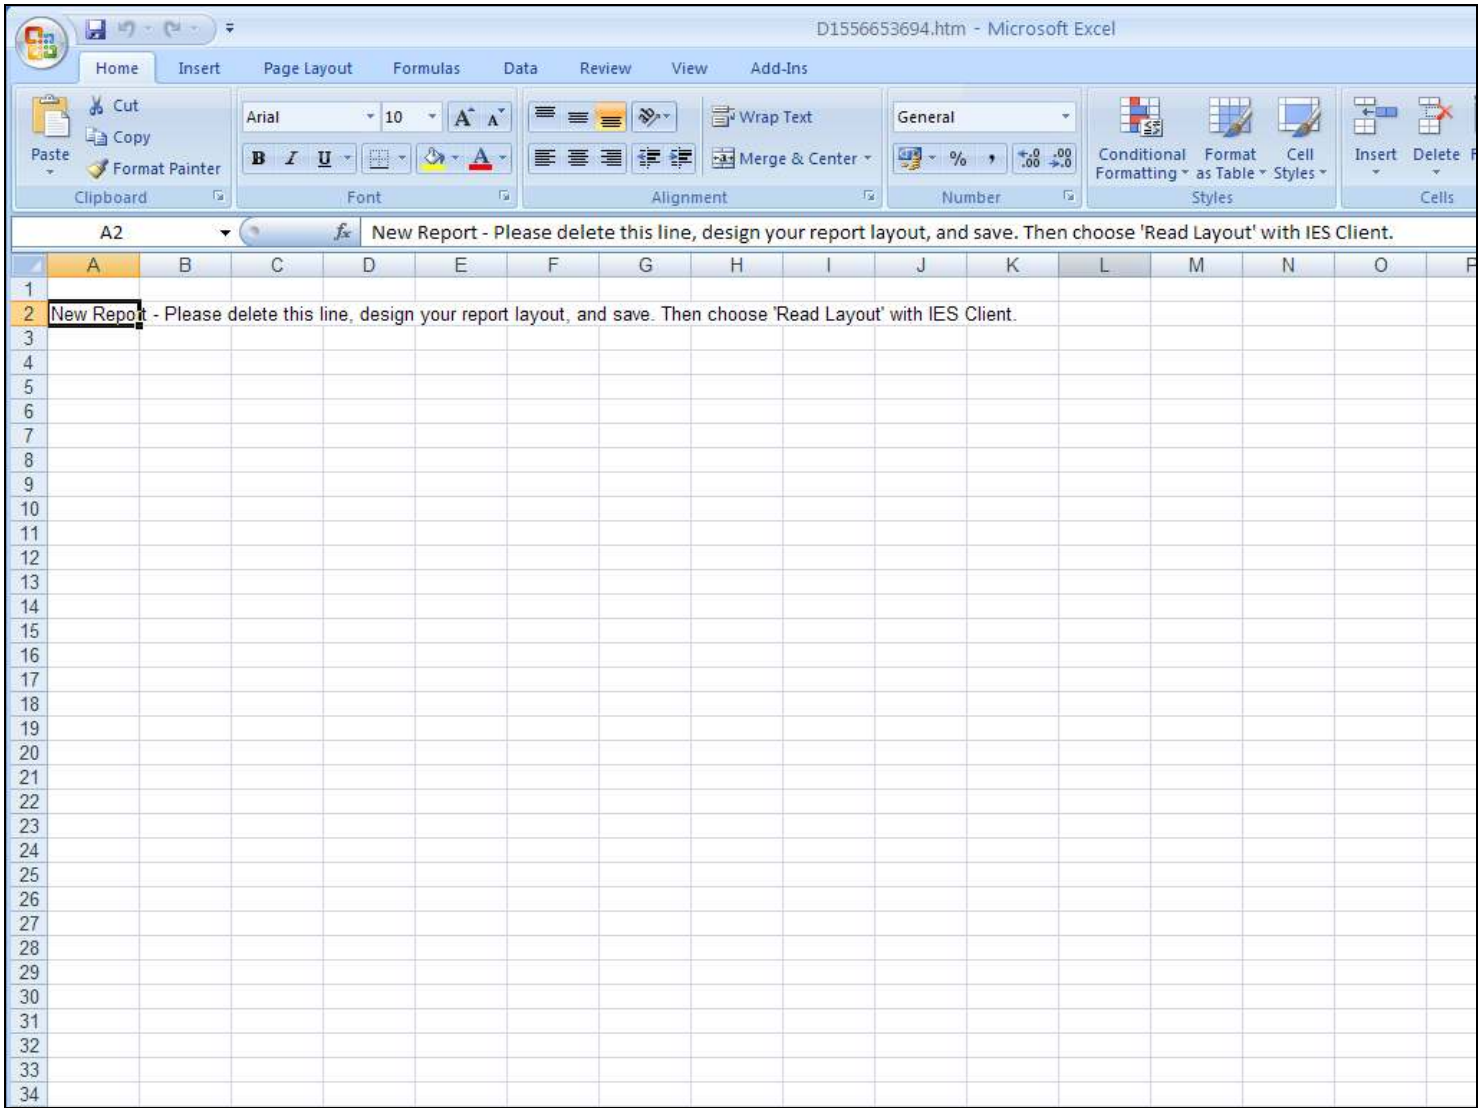 D1556653694.htm - Microsoft Excel
Home Insert Page Layout Formulas Data Review View Add-Ins
Paste
Cut
Copy
Format Painter
Clipboard
Arial 10
B I U
Font
Wrap Text
Merge & Center
Alignment
General
% , .00 .0
Number
Conditional Formatting
Format as Table
Cell Styles
Styles
Insert Delete F
Cells
A2 fx New Report - Please delete this line, design your report layout, and save. Then choose 'Read Layout' with IES Client.
A B C D E F G H I J K L M N O P
1
2 New Report - Please delete this line, design your report layout, and save. Then choose 'Read Layout' with IES Client.
3
4
5
6
7
8
9
10
11
12
13
14
15
16
17
18
19
20
21
22
23
24
25
26
27
28
29
30
31
32
33
34